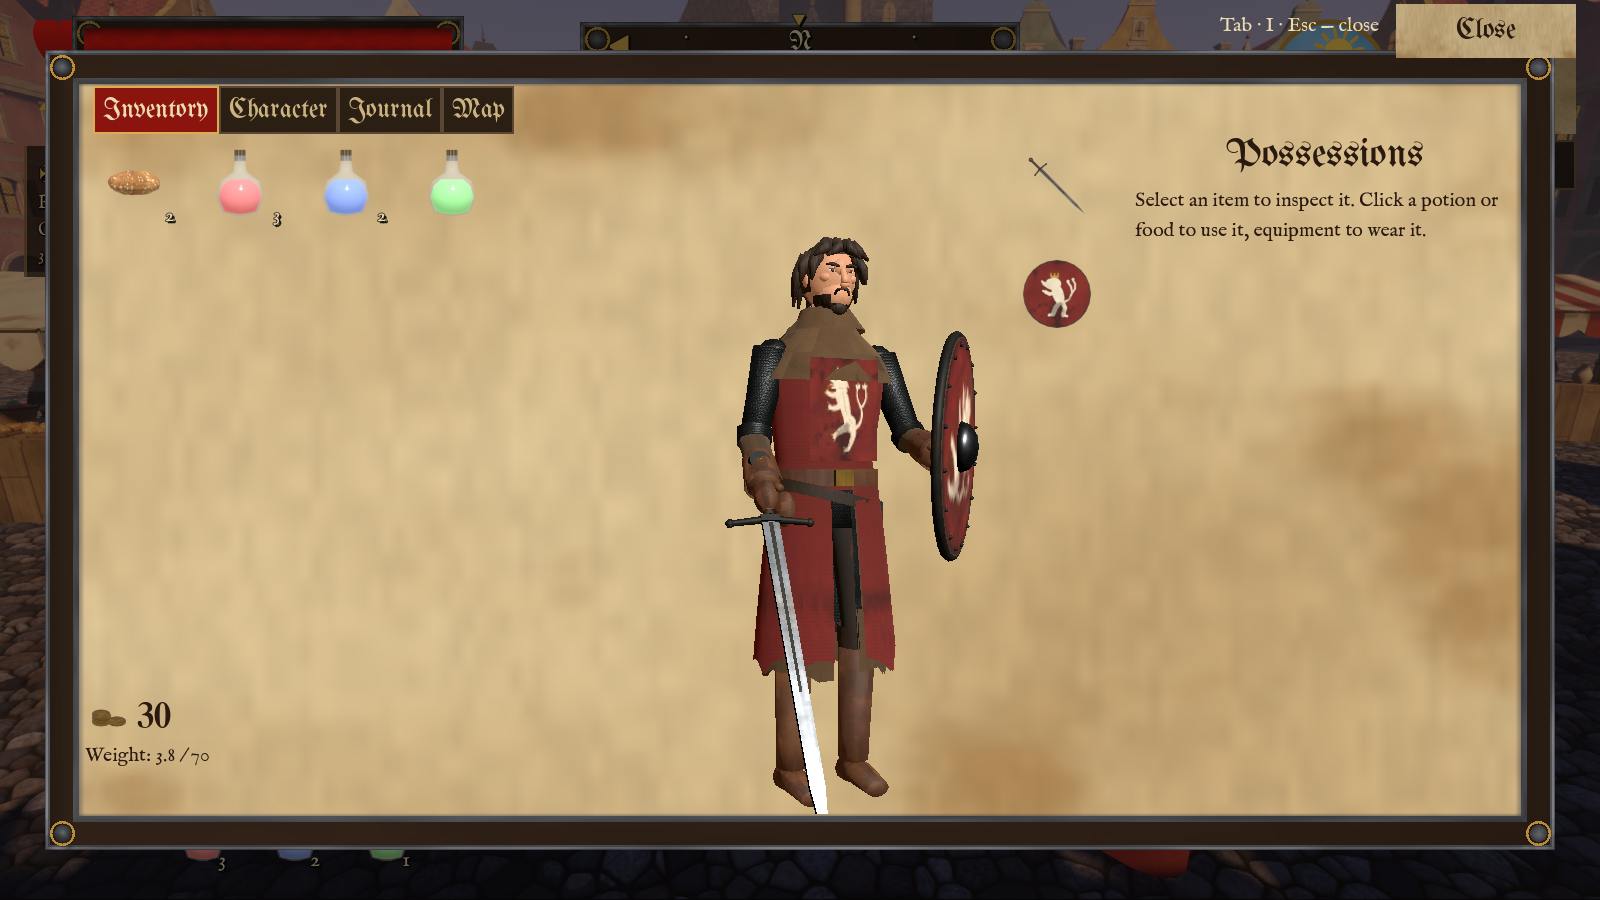 N
Tab · I · Esc – close
Close
Inventory
Character
Journal
Map
2
3
2
Possessions
Select an item to inspect it. Click a potion or
food to use it, equipment to wear it.
30
Weight: 3.8 / 70
3
2
1